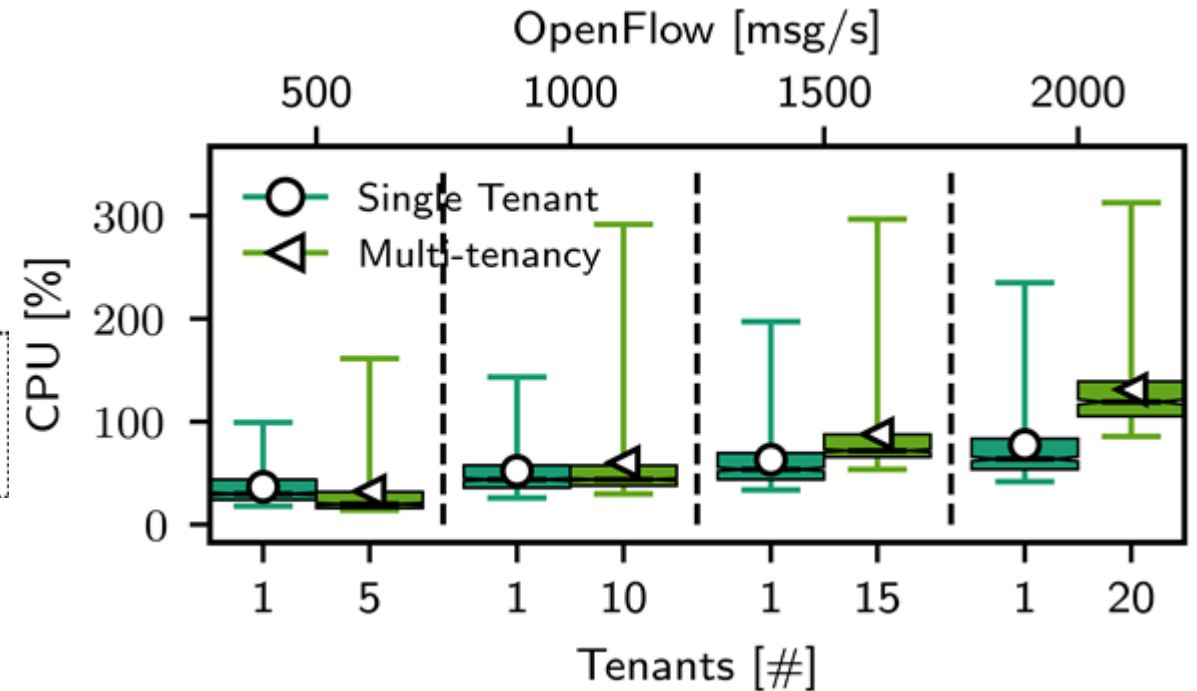 OpenFlow [msg/s]
500 1000 1500 2000
Single Tenant
Multi-tenancy
CPU [%]
300
200
100
0
1 5 1 10 1 15 1 20
Tenants [#]